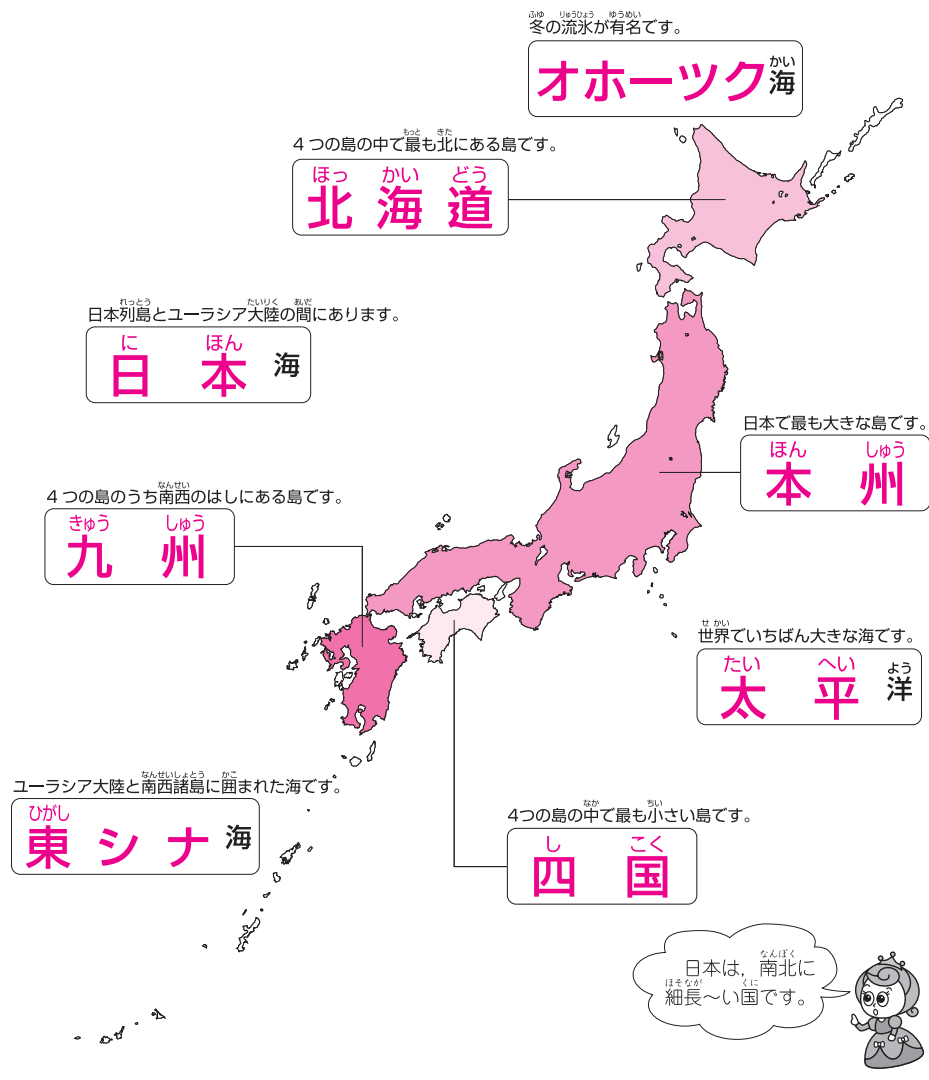 冬の流氷が有名です。
オホーツク海
4つの島の中で最も北にある島です。
北海道
日本列島とユーラシア大陸の間にあります。
日本海
日本で最も大きな島です。
本州
4つの島のうち南西のはしにある島です。
九州
世界でいちばん大きな海です。
太平洋
ユーラシア大陸と南西諸島に囲まれた海です。
東シナ海
4つの島の中で最も小さい島です。
四国
日本は，南北に
細長〜い国です。